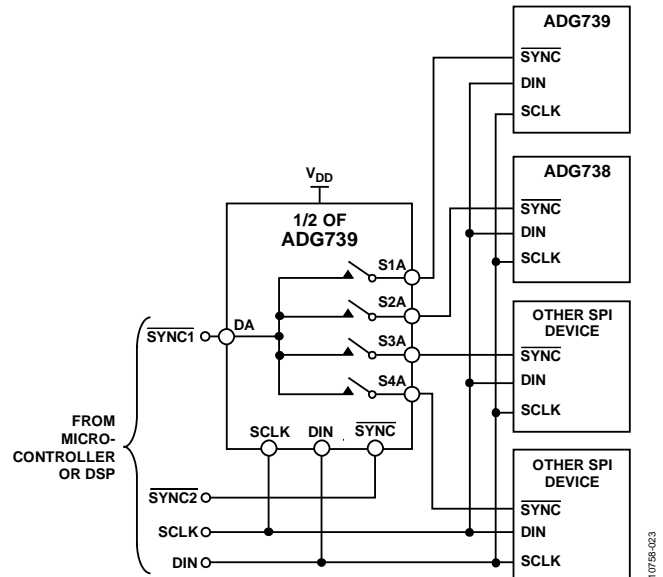 ADG739
SYNC
DIN
SCLK
ADG738
SYNC
DIN
SCLK
OTHER SPI
DEVICE
SYNC
DIN
SCLK
OTHER SPI
DEVICE
SYNC
DIN
SCLK
VDD
1/2 OF
ADG739
S1A
S2A
S3A
S4A
DA
SCLK DIN SYNC
SYNC1
FROM
MICRO-
CONTROLLER
OR DSP
SYNC2
SCLK
DIN
10758-023